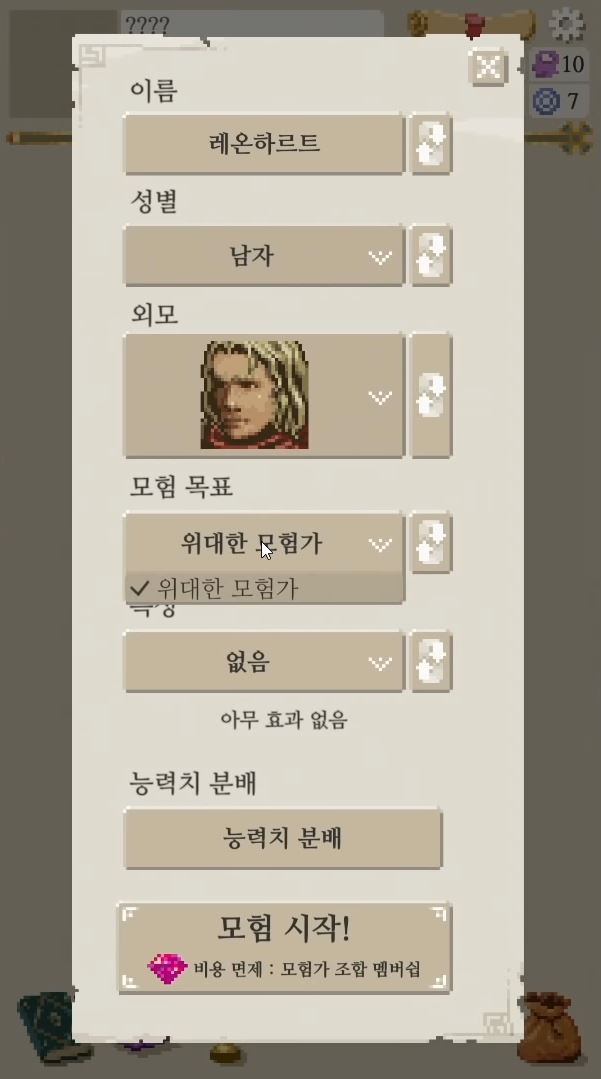 ????
10
7
이름
레온하르트
성별
남자
외모
모험 목표
위대한 모험가
위대한 모험가
특성
없음
아무 효과 없음
능력치 분배
능력치 분배
모험 시작!
비용 면제 : 모험가 조합 멤버쉽